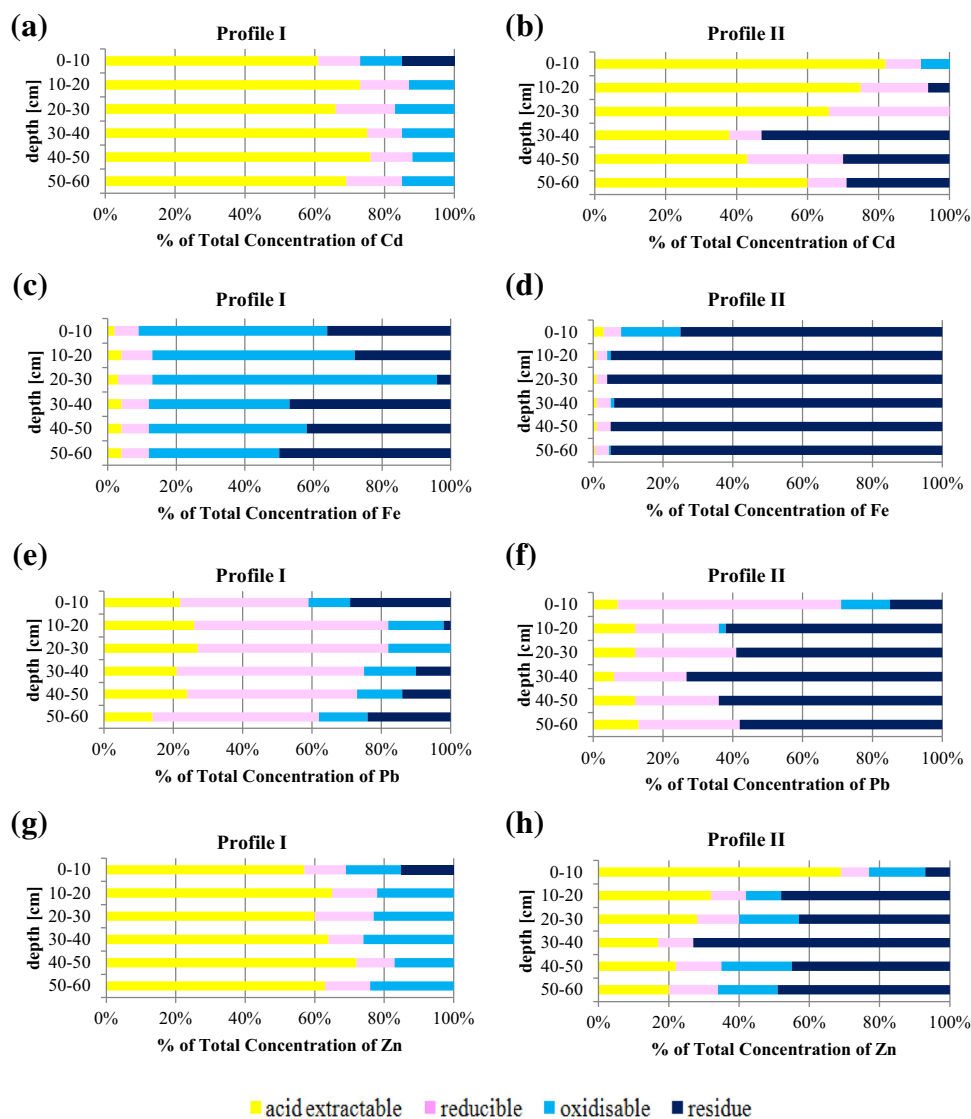 (a)
Profile I
depth [cm]
0-10
10-20
20-30
30-40
40-50
50-60
0% 20% 40% 60% 80% 100%
% of Total Concentration of Cd
(b)
Profile II
depth [cm]
0-10
10-20
20-30
30-40
40-50
50-60
0% 20% 40% 60% 80% 100%
% of Total Concentration of Cd
(c)
Profile I
depth [cm]
0-10
10-20
20-30
30-40
40-50
50-60
0% 20% 40% 60% 80% 100%
% of Total Concentration of Fe
(d)
Profile II
depth [cm]
0-10
10-20
20-30
30-40
40-50
50-60
0% 20% 40% 60% 80% 100%
% of Total Concentration of Fe
(e)
Profile I
depth [cm]
0-10
10-20
20-30
30-40
40-50
50-60
0% 20% 40% 60% 80% 100%
% of Total Concentration of Pb
(f)
Profile II
depth [cm]
0-10
10-20
20-30
30-40
40-50
50-60
0% 20% 40% 60% 80% 100%
% of Total Concentration of Pb
(g)
Profile I
depth [cm]
0-10
10-20
20-30
30-40
40-50
50-60
0% 20% 40% 60% 80% 100%
% of Total Concentration of Zn
(h)
Profile II
depth [cm]
0-10
10-20
20-30
30-40
40-50
50-60
0% 20% 40% 60% 80% 100%
% of Total Concentration of Zn
acid extractable reducible oxidisable residue